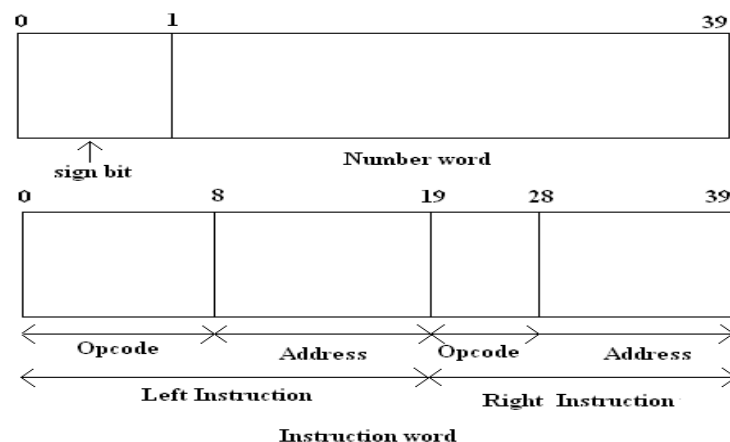 0 1 39
Number word
sign bit
0 8 19 28 39
Opcode Address Opcode Address
Left Instruction Right Instruction
Instruction word